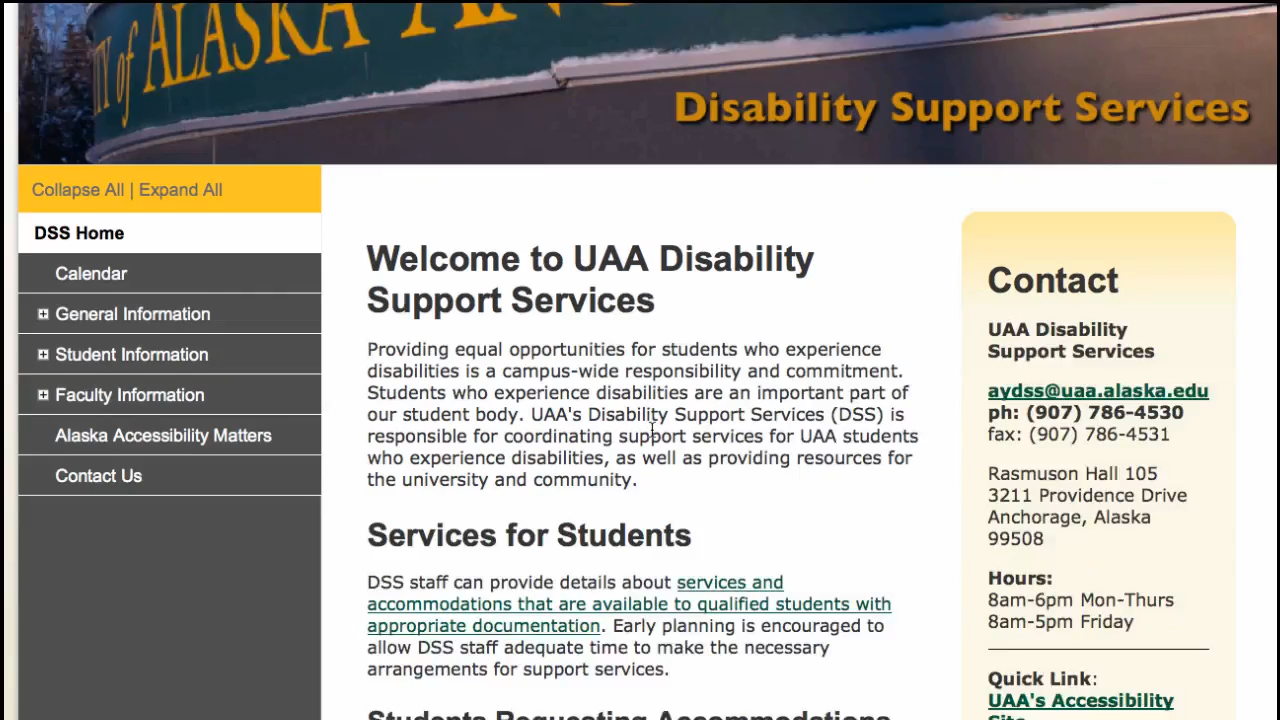 of ALASKA
Disability Support Services
Collapse All | Expand All
DSS Home
Calendar
General Information
Student Information
Faculty Information
Alaska Accessibility Matters
Contact Us
Welcome to UAA Disability
Support Services
Providing equal opportunities for students who experience
disabilities is a campus-wide responsibility and commitment.
Students who experience disabilities are an important part of
our student body. UAA's Disability Support Services (DSS) is
responsible for coordinating support services for UAA students
who experience disabilities, as well as providing resources for
the university and community.
Services for Students
DSS staff can provide details about services and
accommodations that are available to qualified students with
appropriate documentation. Early planning is encouraged to
allow DSS staff adequate time to make the necessary
arrangements for support services.
Students Requesting Accommodations
Contact
UAA Disability
Support Services
aydss@uaa.alaska.edu
ph: (907) 786-4530
fax: (907) 786-4531
Rasmuson Hall 105
3211 Providence Drive
Anchorage, Alaska
99508
Hours:
8am-6pm Mon-Thurs
8am-5pm Friday
Quick Link:
UAA's Accessibility